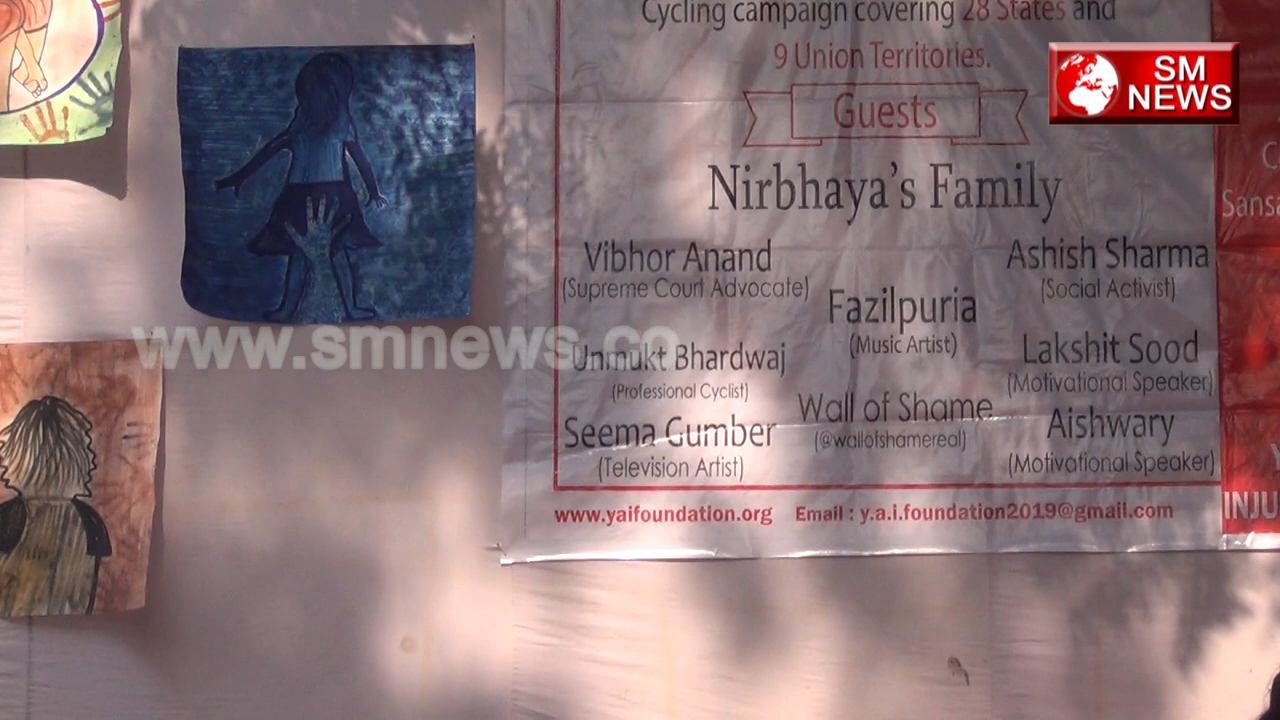 Cycling campaign covering 28 States and
9 Union Territories.
SM
NEWS
Guests
Nirbhaya's Family
Vibhor Anand
(Supreme Court Advocate)
Ashish Sharma
(Social Activist)
Fazilpuria
(Music Artist)
www.smnews.co
Unmukt Bhardwaj
(Professional Cyclist)
Lakshit Sood
(Motivational Speaker)
Wall of Shame
(@wallofshamereal)
Seema Gumber
(Television Artist)
Aishwary
(Motivational Speaker)
www.yaifoundation.org Email : y.a.i.foundation2019@gmail.com